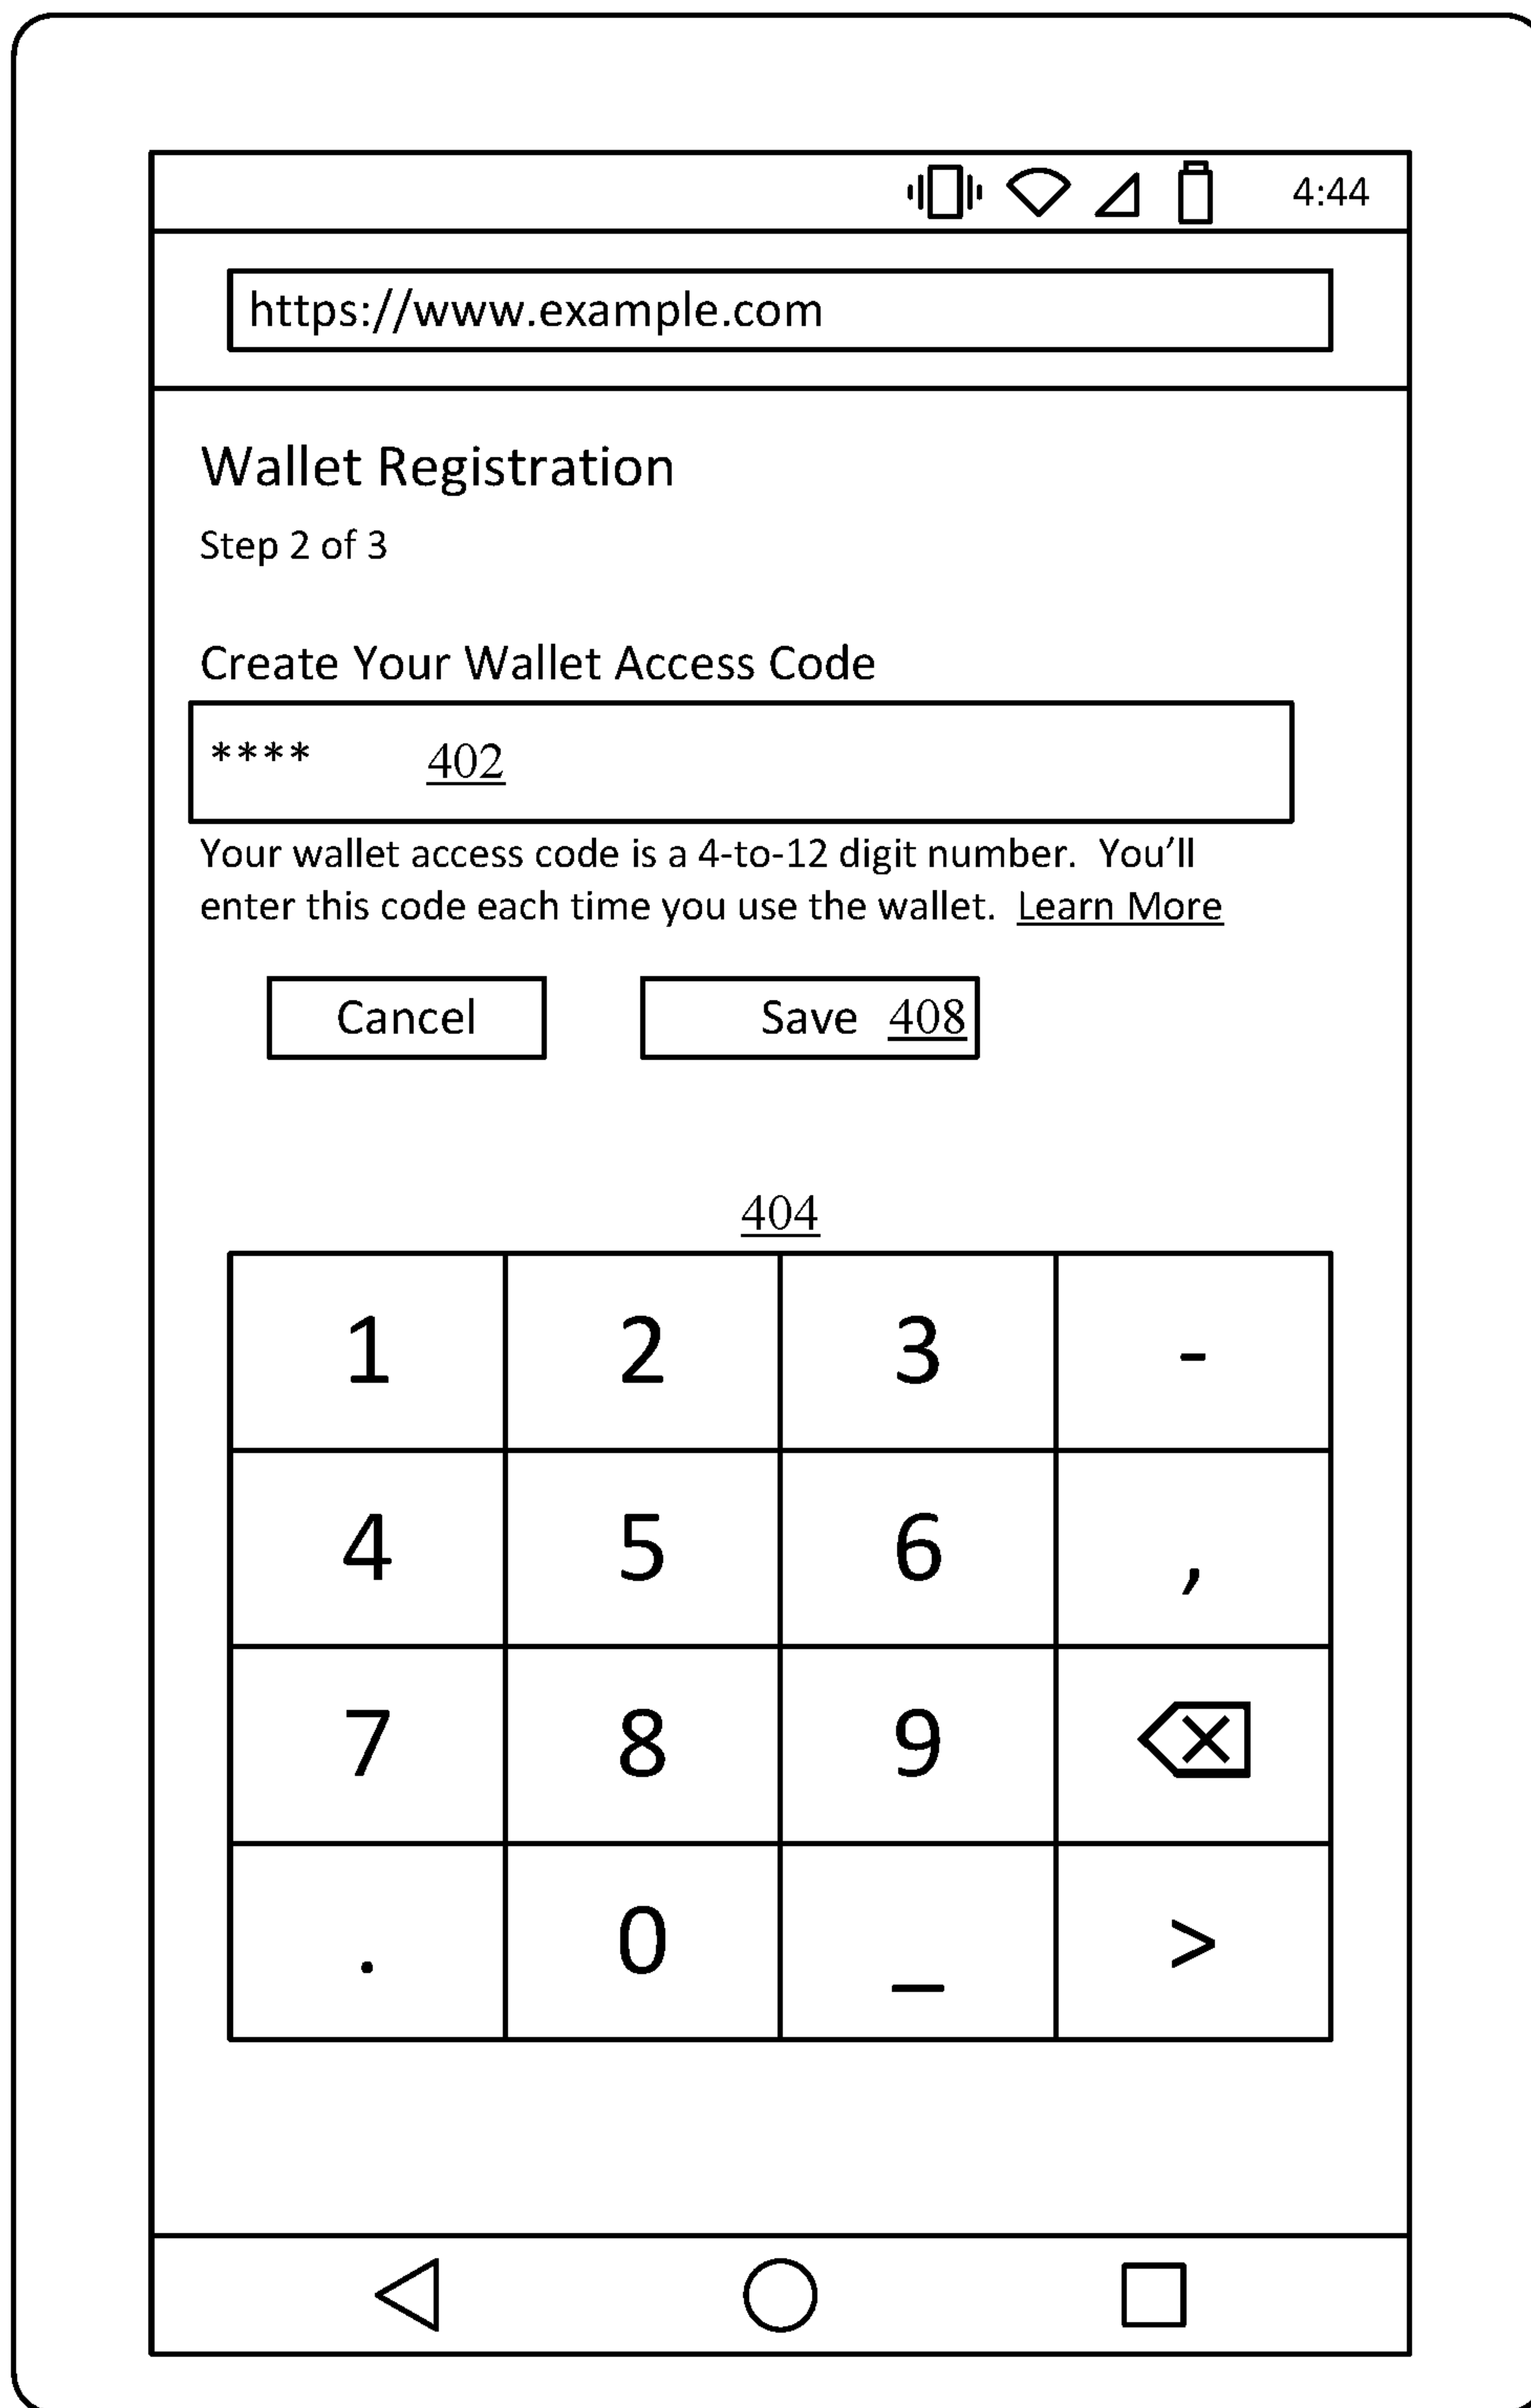 4:44
https://www.example.com
Wallet Registration
Step 2 of 3
Create Your Wallet Access Code
**** 402
Your wallet access code is a 4-to-12 digit number.  You’ll
enter this code each time you use the wallet.  Learn More
Cancel Save 408
404
1 2 3 -
4 5 6 ,
7 8 9
. 0 _ >